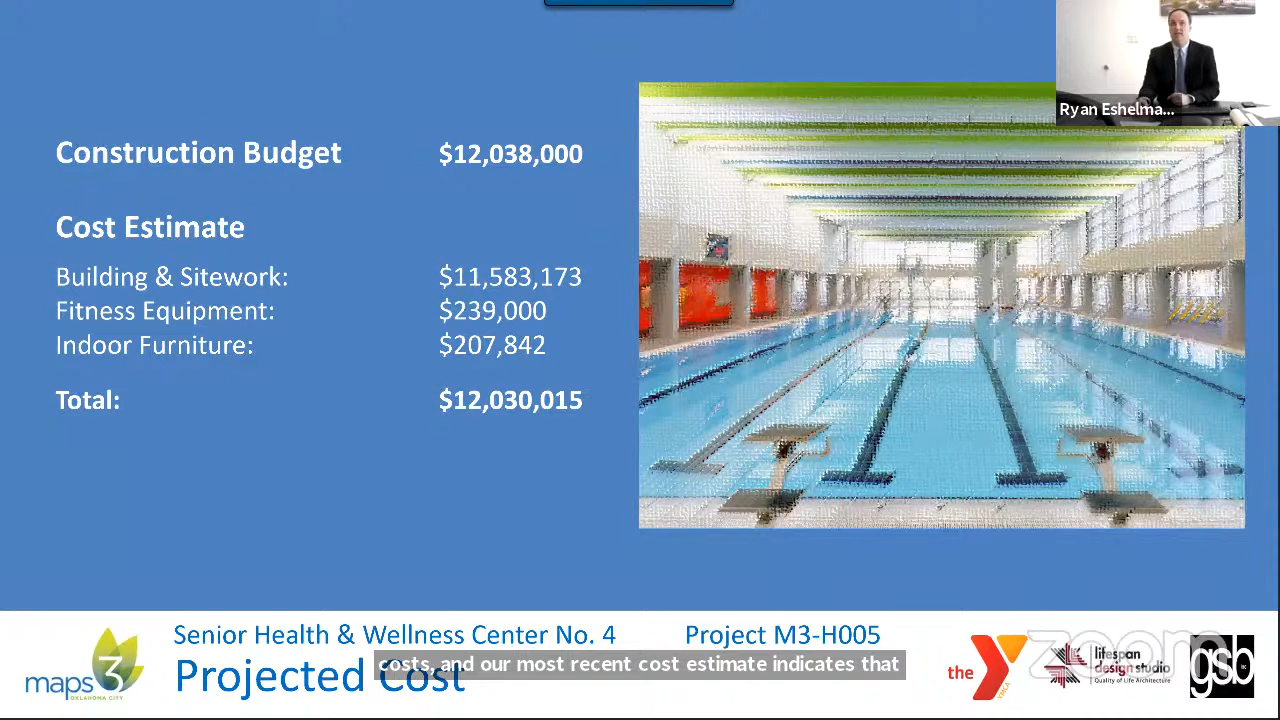 Ryan Eshelma...
Construction Budget $12,038,000
Cost Estimate
Building & Sitework: $11,583,173
Fitness Equipment: $239,000
Indoor Furniture: $207,842
Total: $12,030,015
Senior Health & Wellness Center No. 4 Project M3-H005
Projected Cost
costs, and our most recent cost estimate indicates that
maps 3
OKLAHOMA CITY
the Y
YMCA
lifespan
design studio
Quality of Life Architecture
zoom
gsb